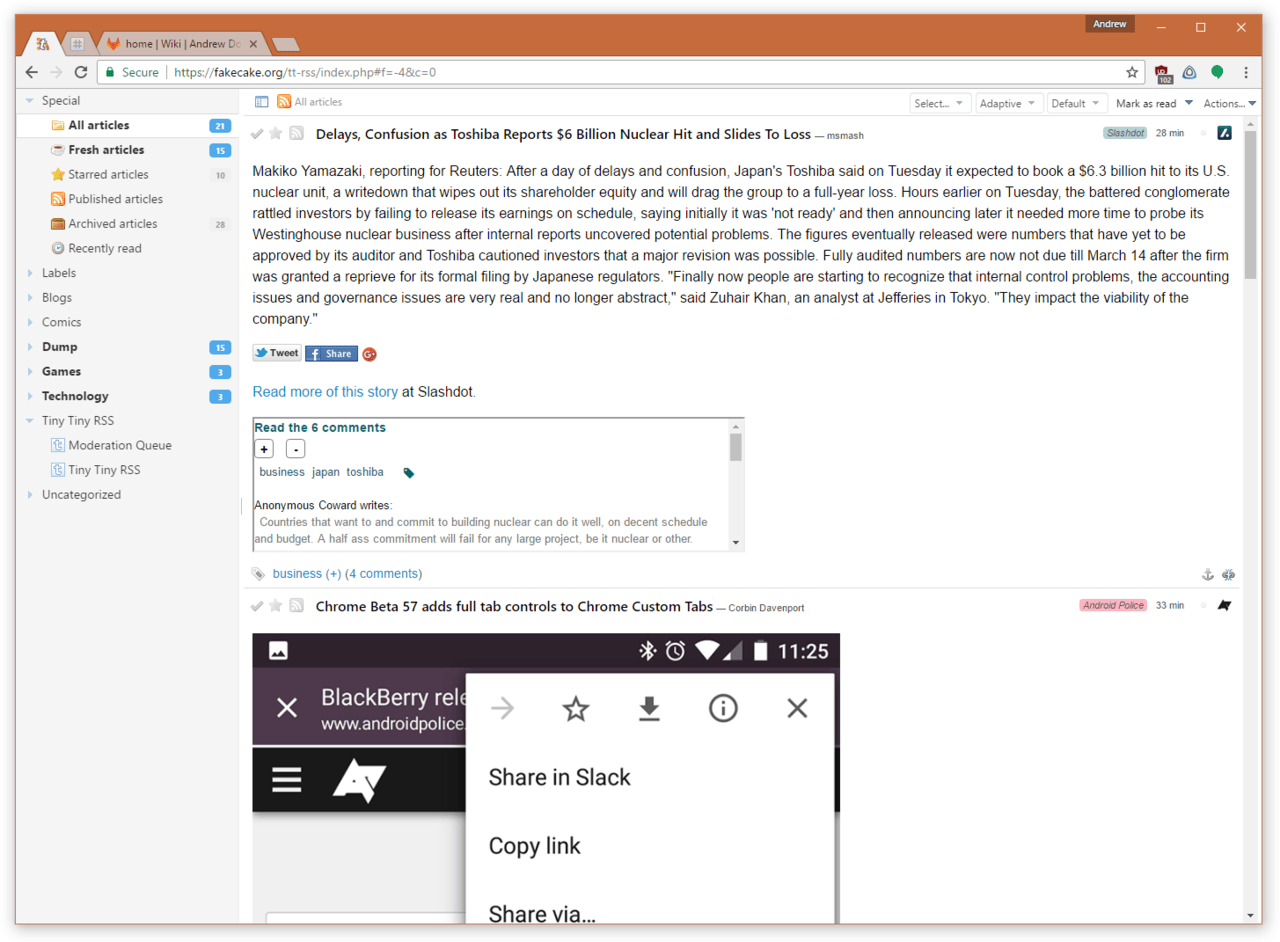 Andrew
home | Wiki | Andrew Do
Secure https://fakecake.org/tt-rss/index.php#f=-4&c=0
102
Special
All articles 21
Fresh articles 15
Starred articles 10
Published articles
Archived articles 28
Recently read
Labels
Blogs
Comics
Dump 15
Games 3
Technology 3
Tiny Tiny RSS
Moderation Queue
Tiny Tiny RSS
Uncategorized
All articles Select... Adaptive Default Mark as read Actions...
Delays, Confusion as Toshiba Reports $6 Billion Nuclear Hit and Slides To Loss — msmash Slashdot 28 min
Makiko Yamazaki, reporting for Reuters: After a day of delays and confusion, Japan's Toshiba said on Tuesday it expected to book a $6.3 billion hit to its U.S.
nuclear unit, a writedown that wipes out its shareholder equity and will drag the group to a full-year loss. Hours earlier on Tuesday, the battered conglomerate
rattled investors by failing to release its earnings on schedule, saying initially it was 'not ready' and then announcing later it needed more time to probe its
Westinghouse nuclear business after internal reports uncovered potential problems. The figures eventually released were numbers that have yet to be
approved by its auditor and Toshiba cautioned investors that a major revision was possible. Fully audited numbers are now not due till March 14 after the firm
was granted a reprieve for its formal filing by Japanese regulators. "Finally now people are starting to recognize that internal control problems, the accounting
issues and governance issues are very real and no longer abstract," said Zuhair Khan, an analyst at Jefferies in Tokyo. "They impact the viability of the
company."
Tweet Share G+
Read more of this story at Slashdot.
Read the 6 comments
+ -
business japan toshiba
Anonymous Coward writes:
Countries that want to and commit to building nuclear can do it well, on decent schedule
and budget. A half ass commitment will fail for any large project, be it nuclear or other.
business (+) (4 comments)
Chrome Beta 57 adds full tab controls to Chrome Custom Tabs — Corbin Davenport Android Police 33 min
11:25
BlackBerry rele
www.androidpolice.
Share in Slack
Copy link
Share via...